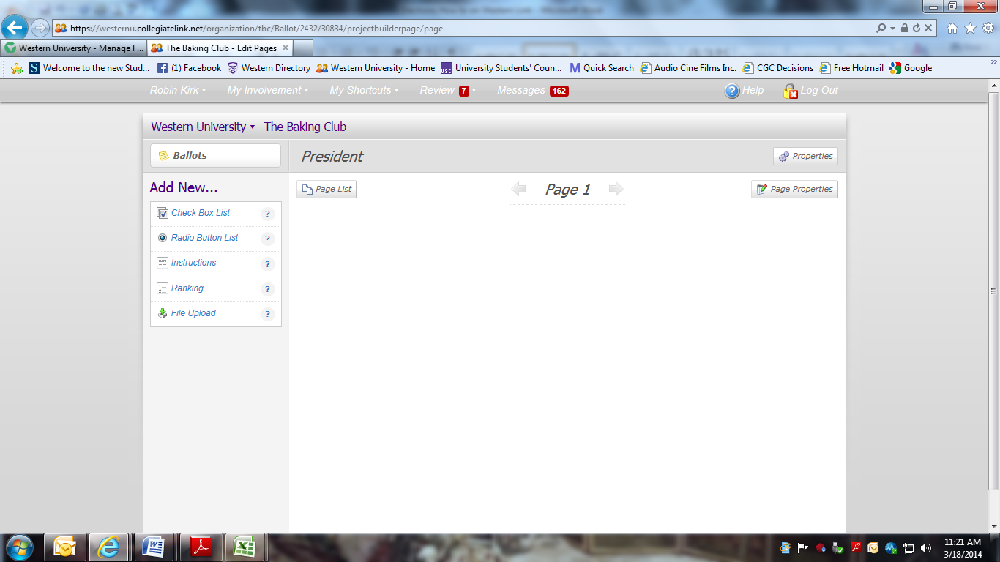 https://westernu.collegiatelink.net/organization/tbc/Ballot/2432/30834/projectbuilderpage/page
Western University - Manage F... The Baking Club - Edit Pages
Welcome to the new Stud... (1) Facebook Western Directory Western University - Home University Students' Coun... Quick Search Audio Cine Films Inc. CGC Decisions Free Hotmail Google
Robin Kirk My Involvement My Shortcuts Review 7 Messages 162 Help Log Out
Western University The Baking Club
Ballots President Properties
Add New... Page List Page 1 Page Properties
Check Box List ?
Radio Button List ?
Instructions ?
Ranking ?
File Upload ?
11:21 AM
3/18/2014